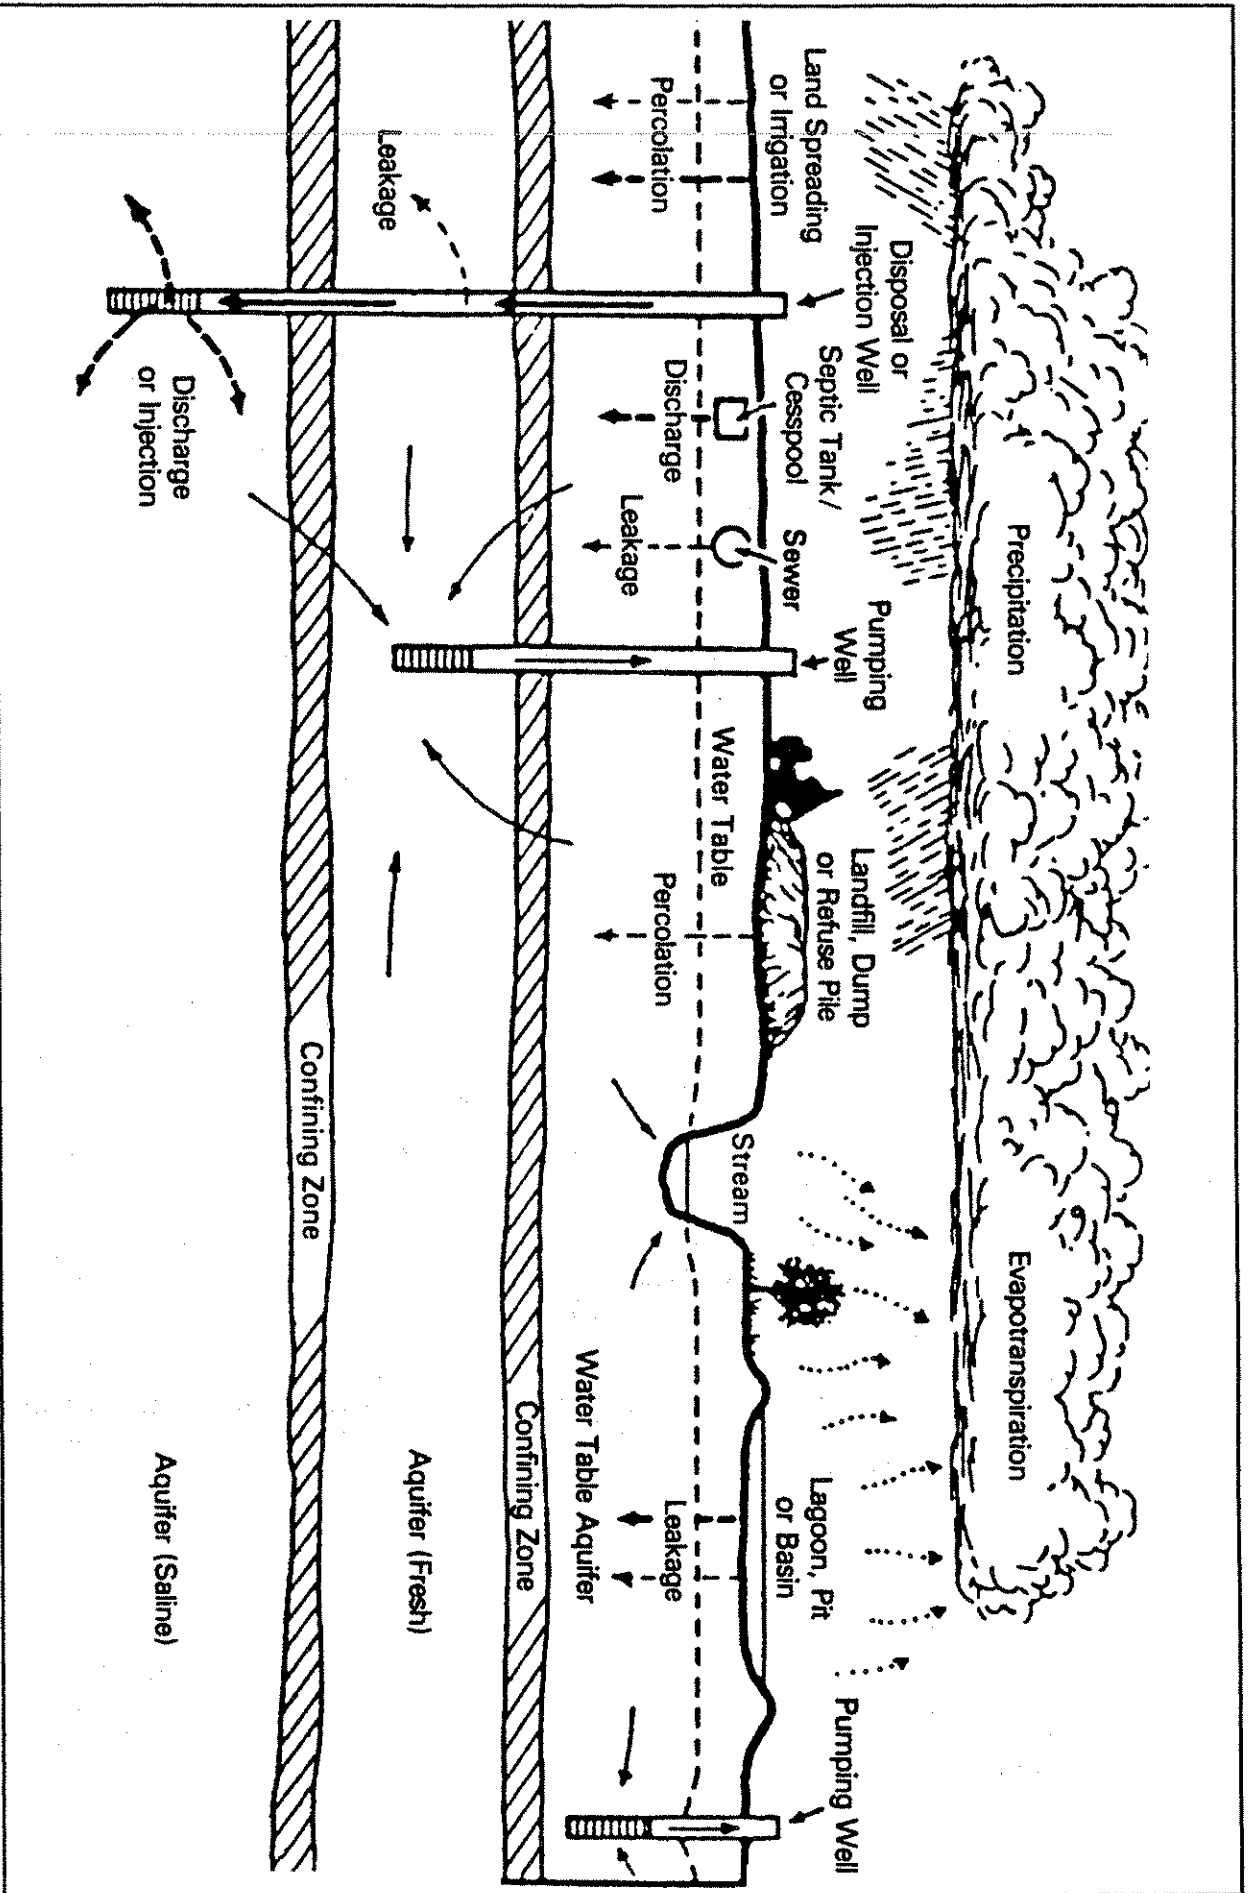 Precipitation
Evapotranspiration
Land Spreading
or Irrigation
Disposal or
Injection Well
Septic Tank/
Cesspool
Sewer
Pumping
Well
Landfill, Dump
or Refuse Pile
Stream
Lagoon, Pit
or Basin
Pumping Well
Percolation
Discharge
Leakage
Water Table
Percolation
Leakage
Water Table Aquifer
Confining Zone
Leakage
Aquifer (Fresh)
Confining Zone
Discharge
or Injection
Aquifer (Saline)